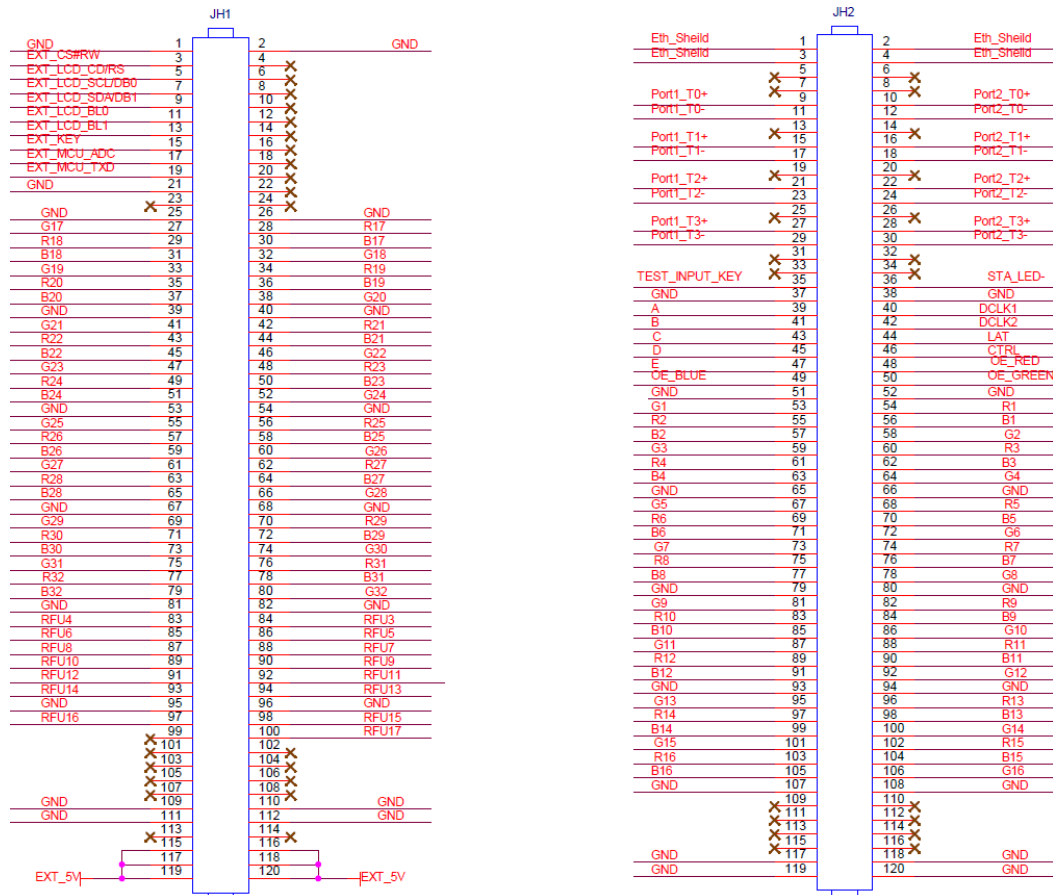 JH1
GND 1 2 GND
EXT_CS#RW 3 4
EXT_LCD_CD/RS 5 6
EXT_LCD_SCL/DB0 7 8
EXT_LCD_SDA/DB1 9 10
EXT_LCD_BL0 11 12
EXT_LCD_BL1 13 14
EXT_KEY 15 16
EXT_MCU_ADC 17 18
EXT_MCU_TXD 19 20
GND 21 22
23 24
GND 25 26 GND
G17 27 28 R17
R18 29 30 B17
B18 31 32 G18
G19 33 34 R19
R20 35 36 B19
B20 37 38 G20
GND 39 40 GND
G21 41 42 R21
R22 43 44 B21
B22 45 46 G22
G23 47 48 R23
R24 49 50 B23
B24 51 52 G24
GND 53 54 GND
G25 55 56 R25
R26 57 58 B25
B26 59 60 G26
G27 61 62 R27
R28 63 64 B27
B28 65 66 G28
GND 67 68 GND
G29 69 70 R29
R30 71 72 B29
B30 73 74 G30
G31 75 76 R31
R32 77 78 B31
B32 79 80 G32
GND 81 82 GND
RFU4 83 84 RFU3
RFU6 85 86 RFU5
RFU8 87 88 RFU7
RFU10 89 90 RFU9
RFU12 91 92 RFU11
RFU14 93 94 RFU13
GND 95 96 GND
RFU16 97 98 RFU15
99 100 RFU17
101 102
103 104
105 106
107 108
GND 109 110 GND
GND 111 112 GND
113 114
115 116
117 118
EXT_5V 119 120 EXT_5V
JH2
Eth_Sheild 1 2 Eth_Sheild
Eth_Sheild 3 4 Eth_Sheild
5 6
7 8
Port1_T0+ 9 10 Port2_T0+
Port1_T0- 11 12 Port2_T0-
13 14
Port1_T1+ 15 16 Port2_T1+
Port1_T1- 17 18 Port2_T1-
19 20
Port1_T2+ 21 22 Port2_T2+
Port1_T2- 23 24 Port2_T2-
25 26
Port1_T3+ 27 28 Port2_T3+
Port1_T3- 29 30 Port2_T3-
31 32
33 34
TEST_INPUT_KEY 35 36 STA_LED-
GND 37 38 GND
A 39 40 DCLK1
B 41 42 DCLK2
C 43 44 LAT
D 45 46 CTRL
E 47 48 OE_RED
OE_BLUE 49 50 OE_GREEN
GND 51 52 GND
G1 53 54 R1
R2 55 56 B1
B2 57 58 G2
G3 59 60 R3
R4 61 62 B3
B4 63 64 G4
GND 65 66 GND
G5 67 68 R5
R6 69 70 B5
B6 71 72 G6
G7 73 74 R7
R8 75 76 B7
B8 77 78 G8
GND 79 80 GND
G9 81 82 R9
R10 83 84 B9
B10 85 86 G10
G11 87 88 R11
R12 89 90 B11
B12 91 92 G12
GND 93 94 GND
G13 95 96 R13
R14 97 98 B13
B14 99 100 G14
G15 101 102 R15
R16 103 104 B15
B16 105 106 G16
GND 107 108 GND
109 110
111 112
113 114
115 116
GND 117 118 GND
GND 119 120 GND